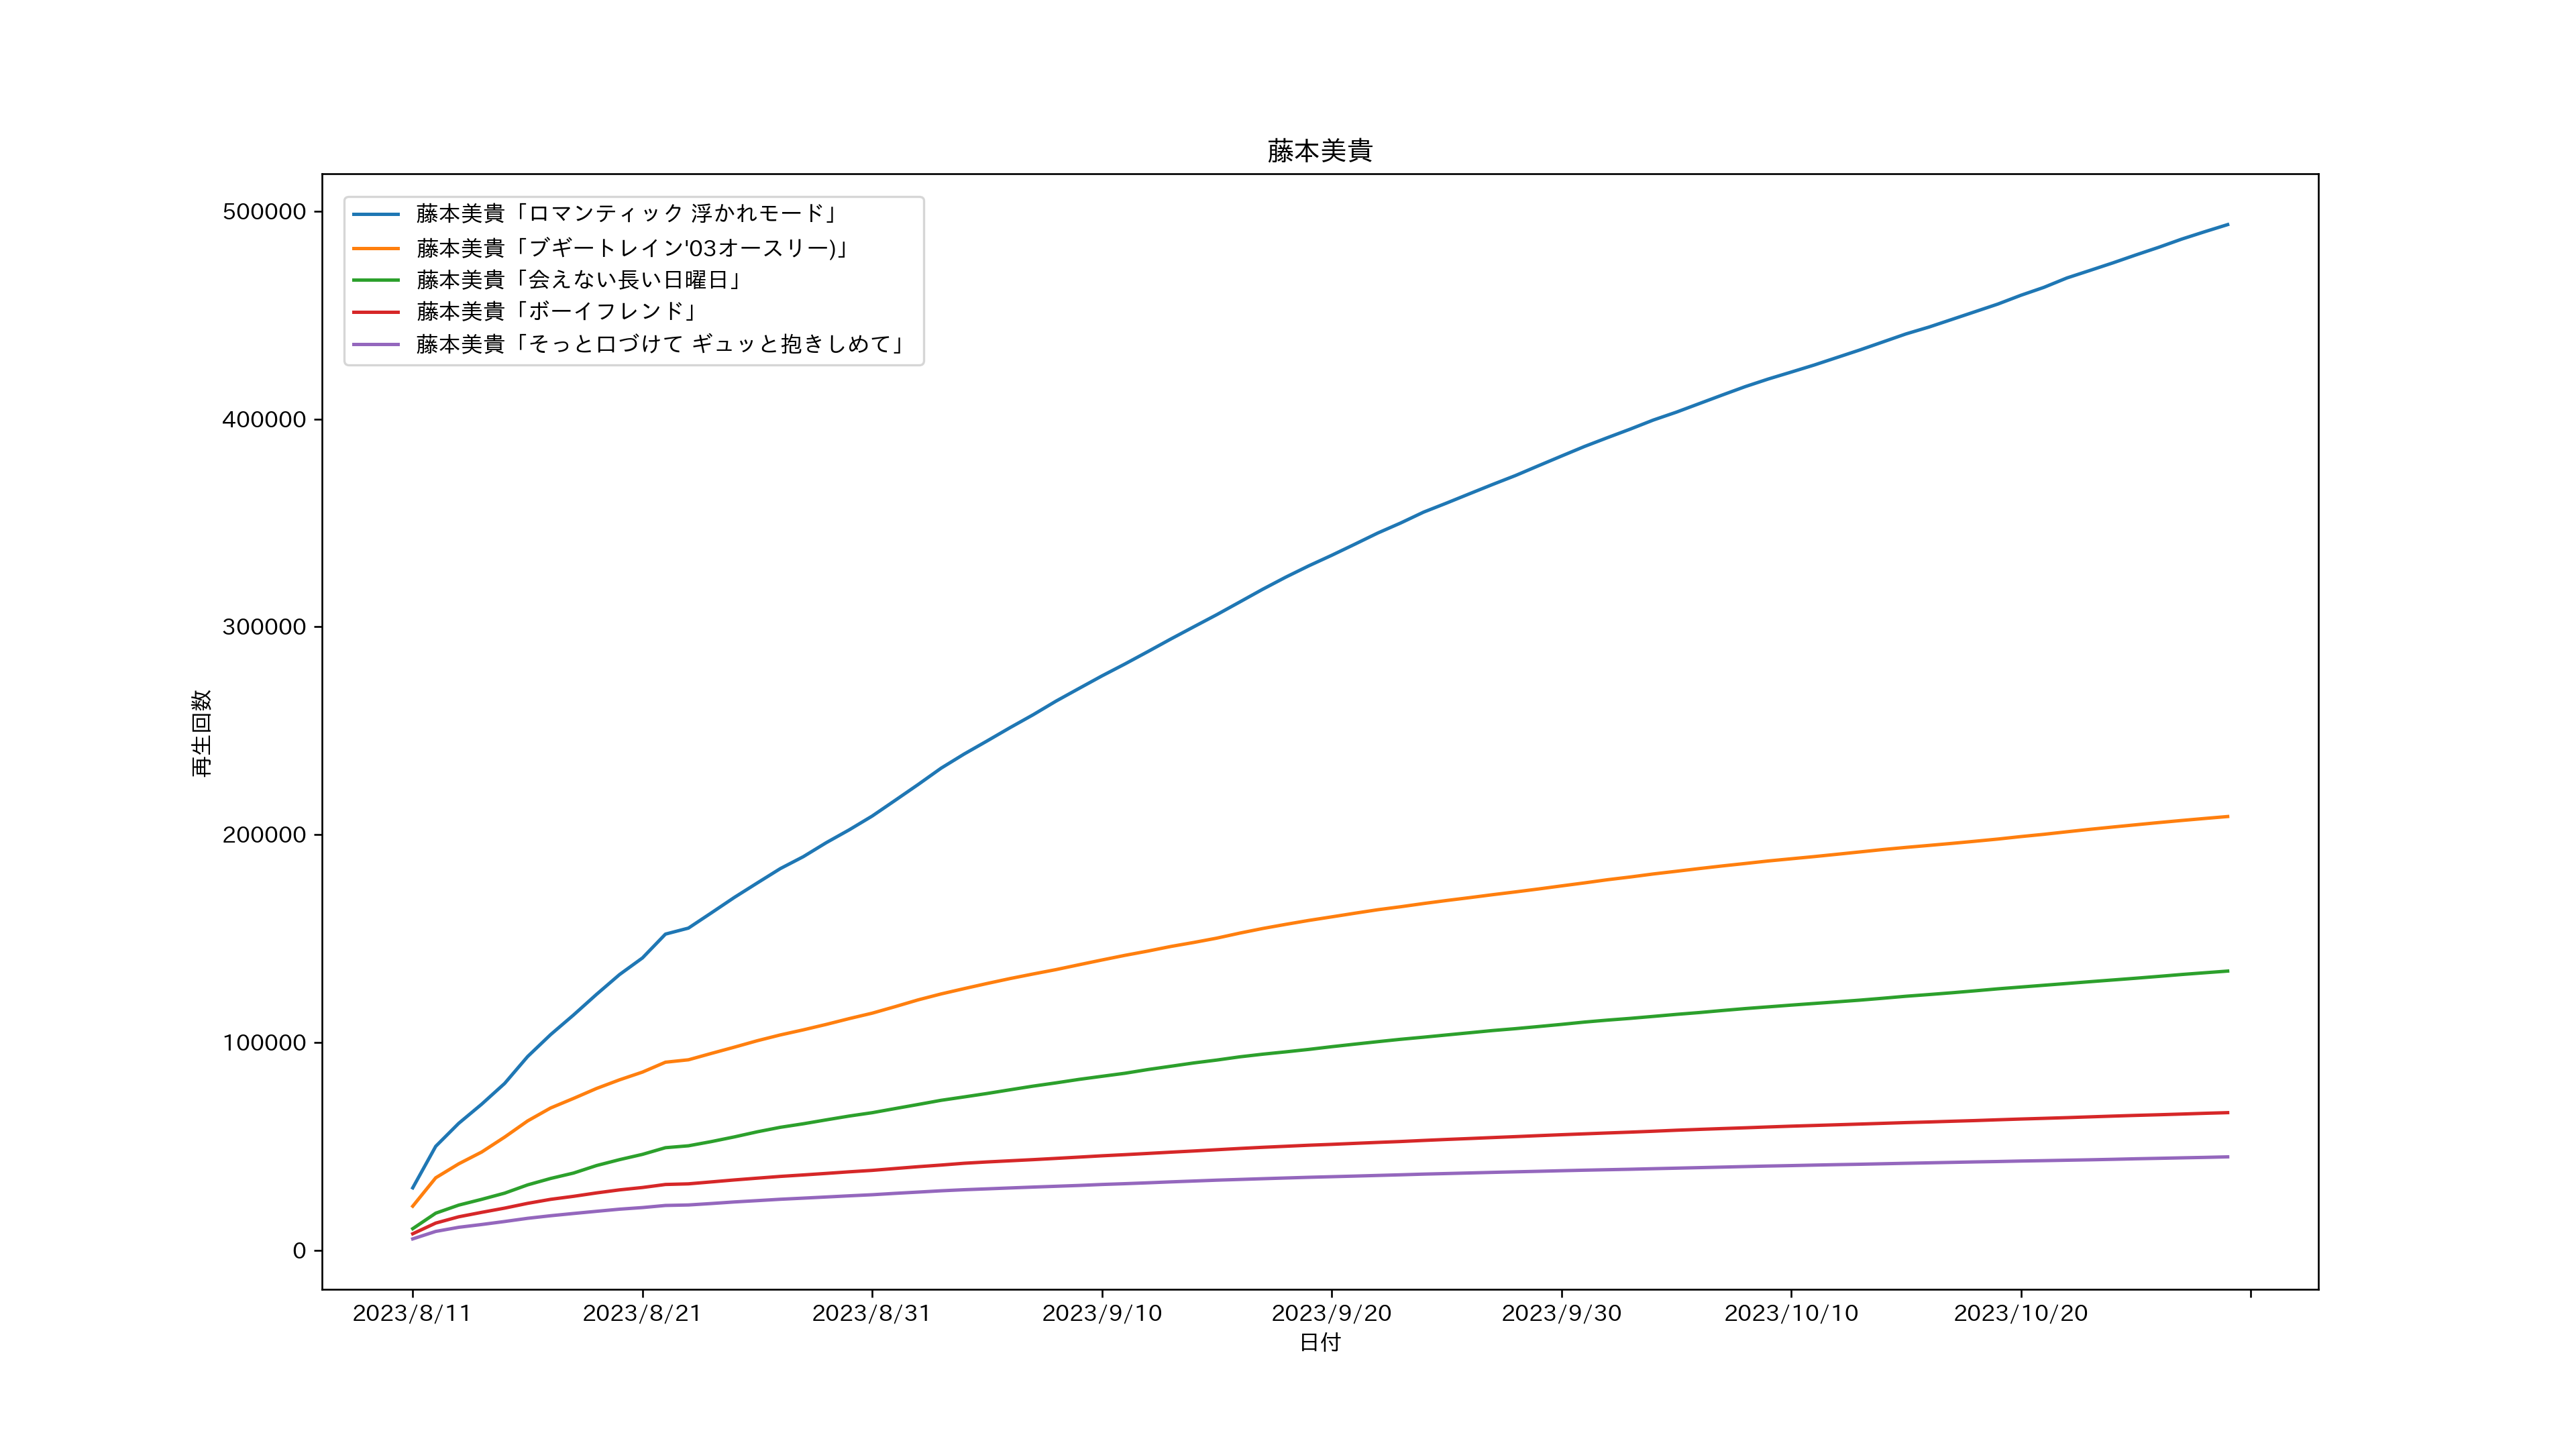 藤本美貴
500000
400000
300000
200000
100000
0
再生回数
藤本美貴「ロマンティック 浮かれモード」
藤本美貴「ブギートレイン'03オースリー)」
藤本美貴「会えない長い日曜日」
藤本美貴「ボーイフレンド」
藤本美貴「そっと口づけて ギュッと抱きしめて」
2023/8/11 2023/8/21 2023/8/31 2023/9/10 2023/9/20 2023/9/30 2023/10/10 2023/10/20
日付